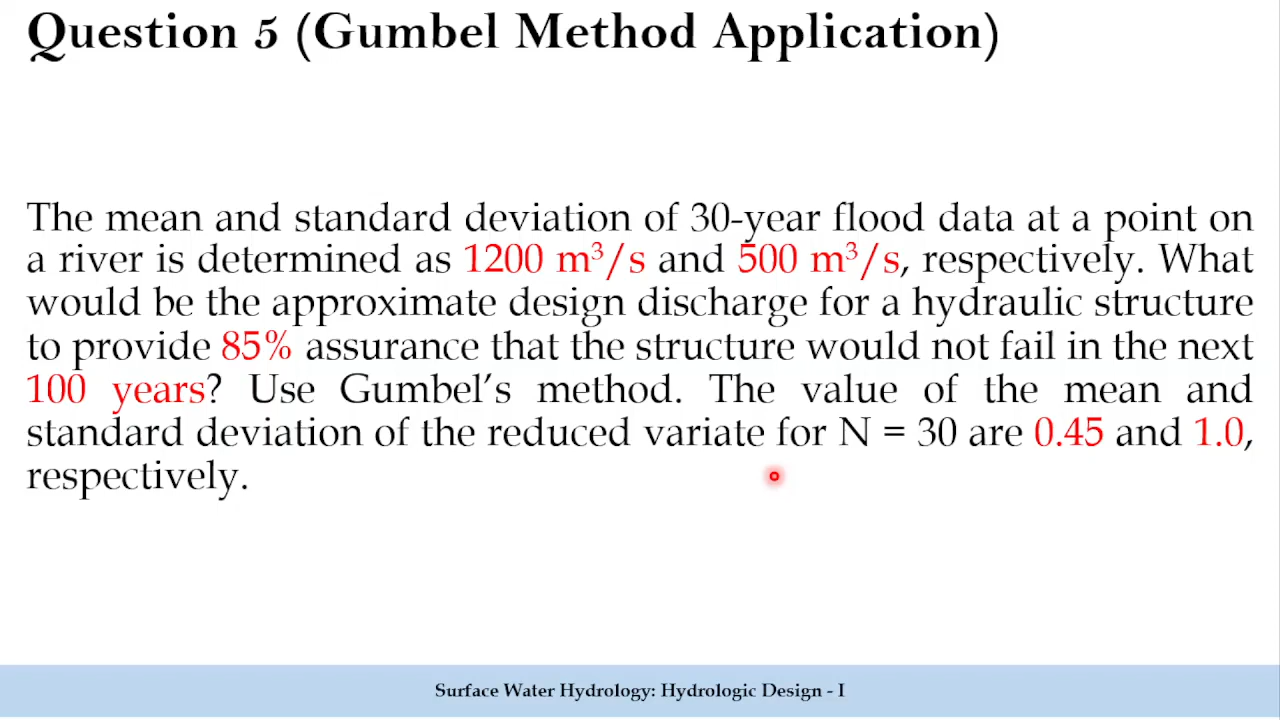 Question 5 (Gumbel Method Application)
The mean and standard deviation of 30-year flood data at a point on
a river is determined as 1200 m³/s and 500 m³/s, respectively. What
would be the approximate design discharge for a hydraulic structure
to provide 85% assurance that the structure would not fail in the next
100 years? Use Gumbel’s method. The value of the mean and
standard deviation of the reduced variate for N = 30 are 0.45 and 1.0,
respectively.
Surface Water Hydrology: Hydrologic Design - I